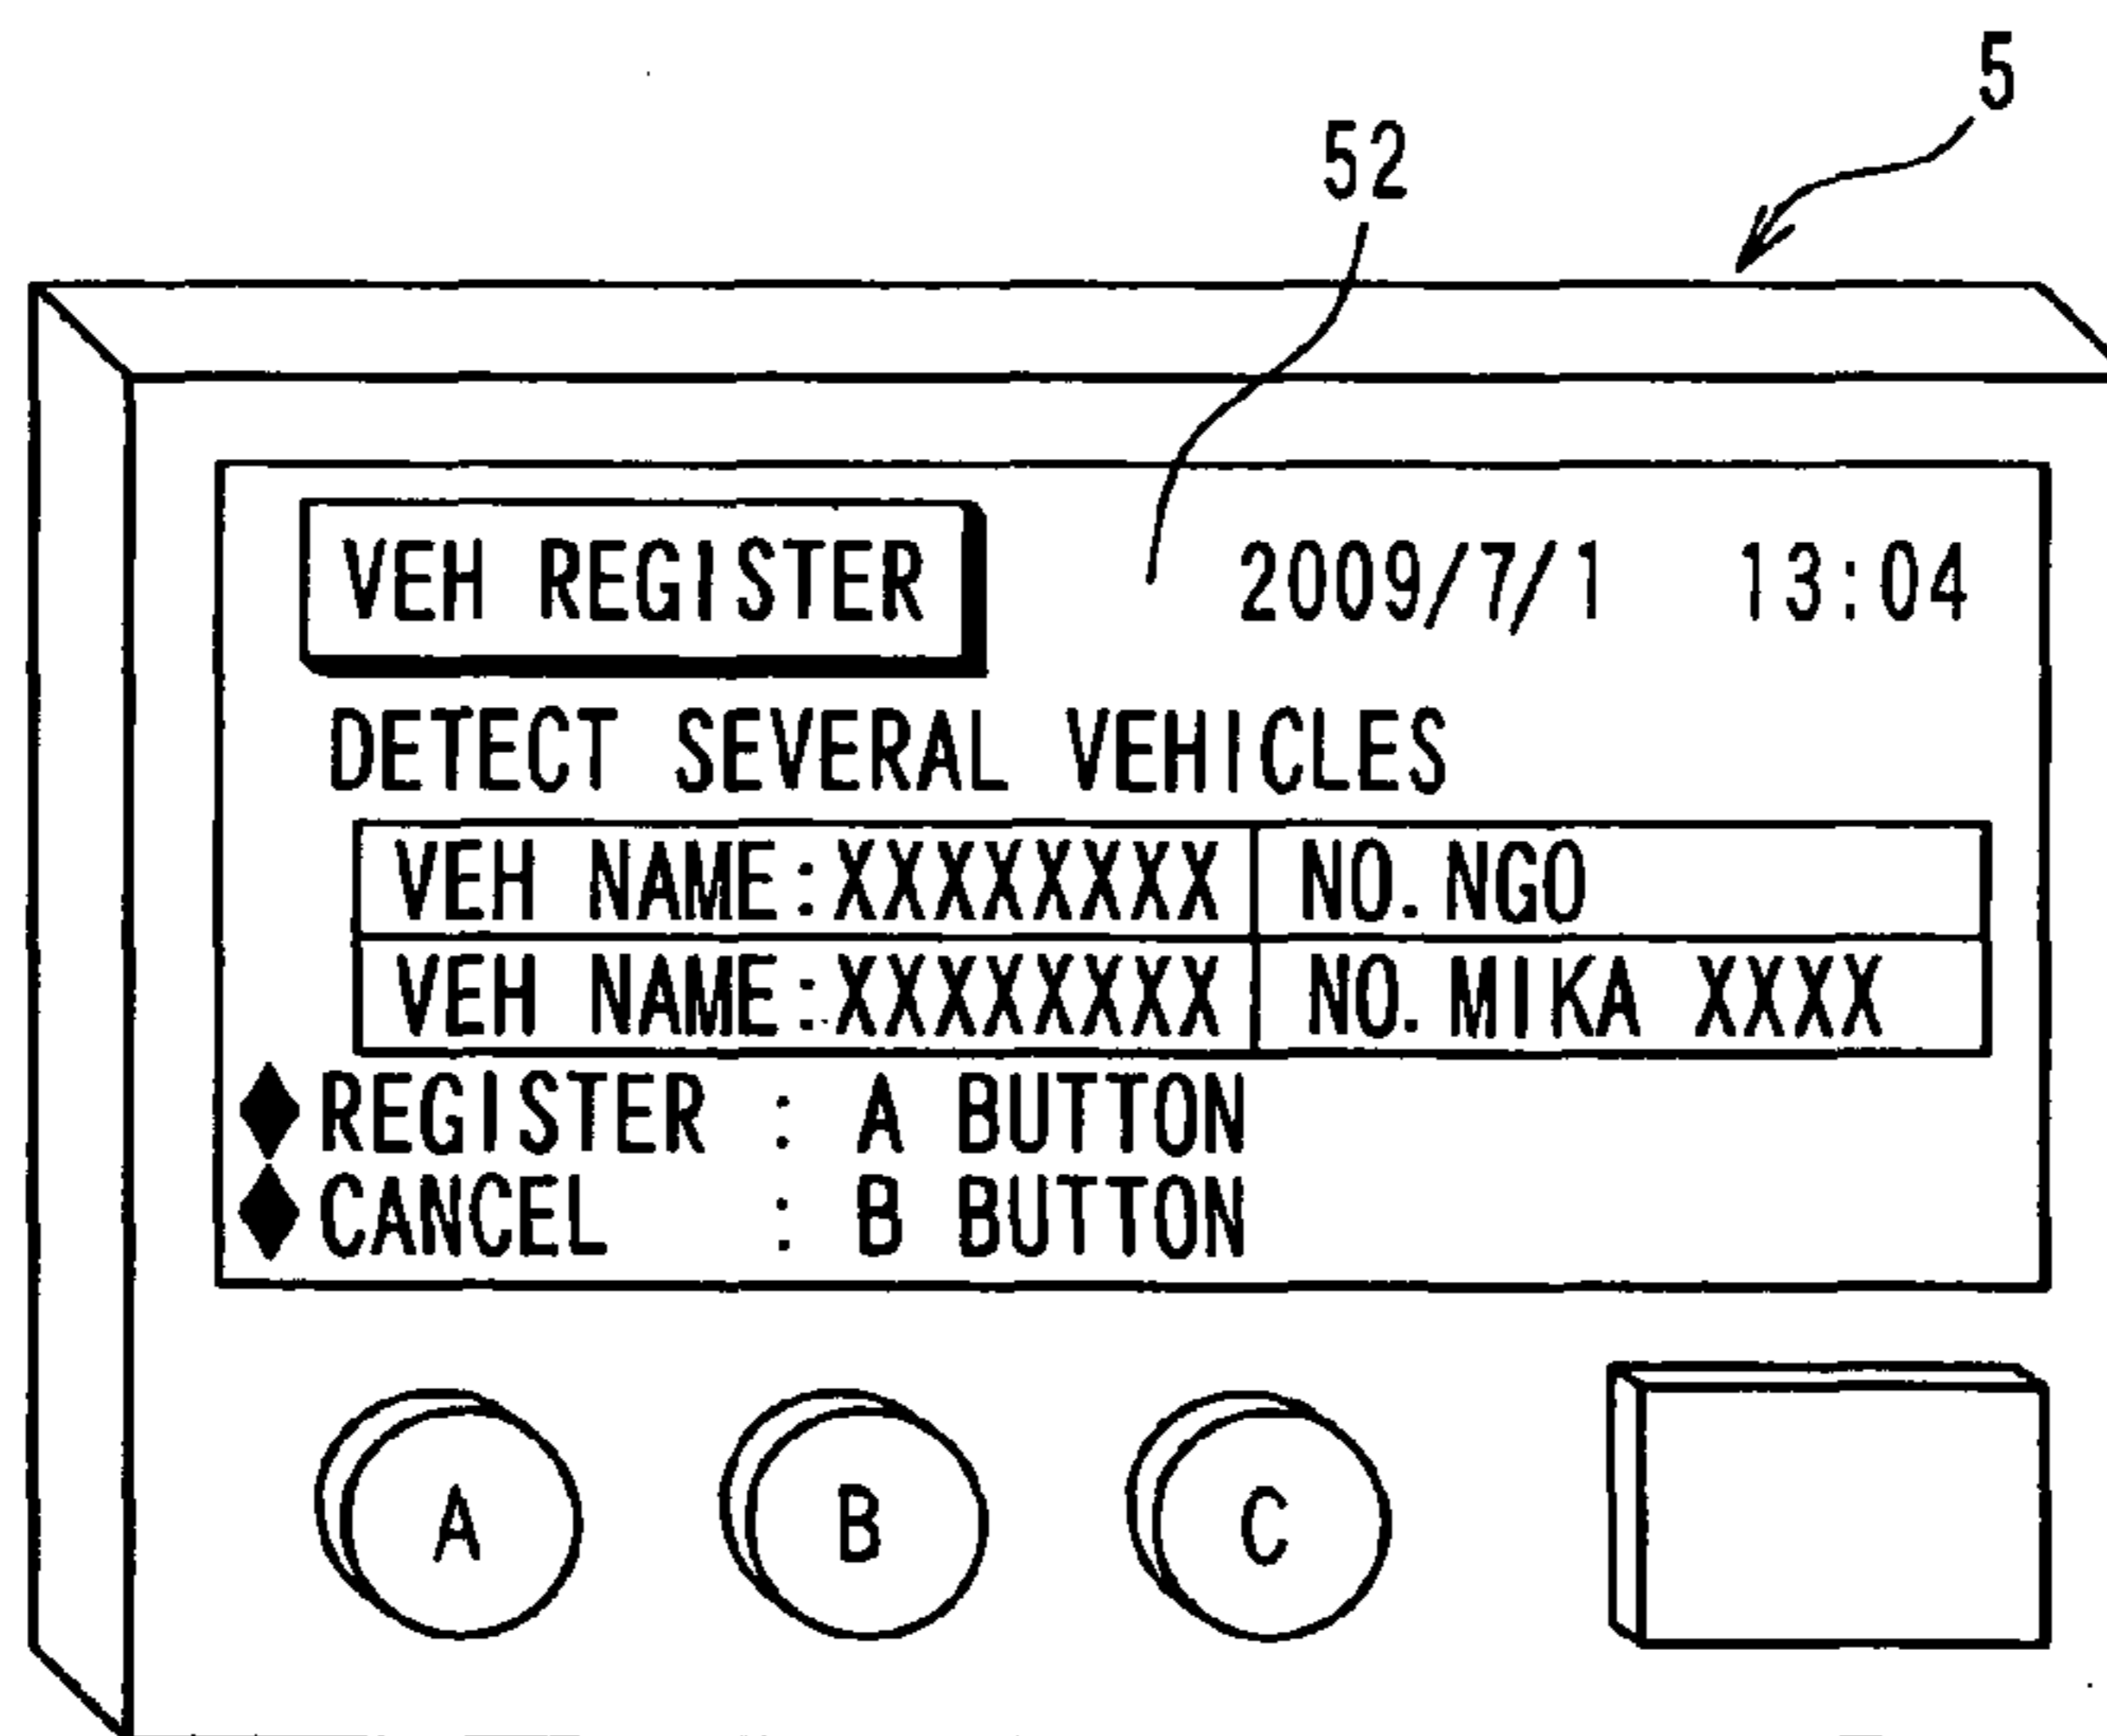 5
52
VEH REGISTER 2009/7/1 13:04
DETECT SEVERAL VEHICLES
VEH NAME:XXXXXXXX NO.NGO
VEH NAME:XXXXXXXX NO.MIKA XXXX
◆REGISTER : A BUTTON
◆CANCEL : B BUTTON
A B C